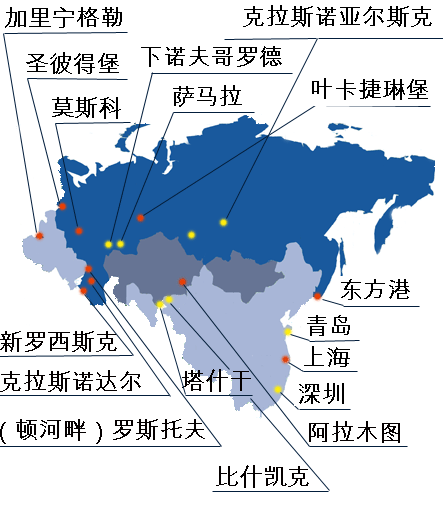 加里宁格勒
克拉斯诺亚尔斯克
圣彼得堡
下诺夫哥罗德
莫斯科
萨马拉
叶卡捷琳堡
东方港
青岛
新罗西斯克
上海
克拉斯诺达尔
塔什干
深圳
（顿河畔）罗斯托夫
阿拉木图
比什凯克